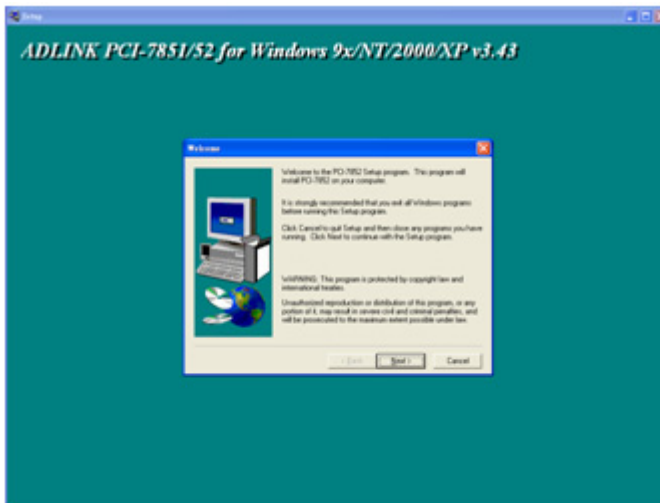 Setup
ADLINK PCI-7851/52 for Windows 9x/NT/2000/XP v3.43
Welcome
Welcome to the PCI-7852 Setup program. This program will
install PCI-7852 on your computer.
It is strongly recommended that you exit all Windows programs
before running this Setup program.
Click Cancel to quit Setup and then close any programs you have
running. Click Next to continue with the Setup program.
WARNING: This program is protected by copyright law and
international treaties.
Unauthorized reproduction or distribution of this program, or any
portion of it, may result in severe civil and criminal penalties, and
will be prosecuted to the maximum extent possible under law.
< Back
Next >
Cancel